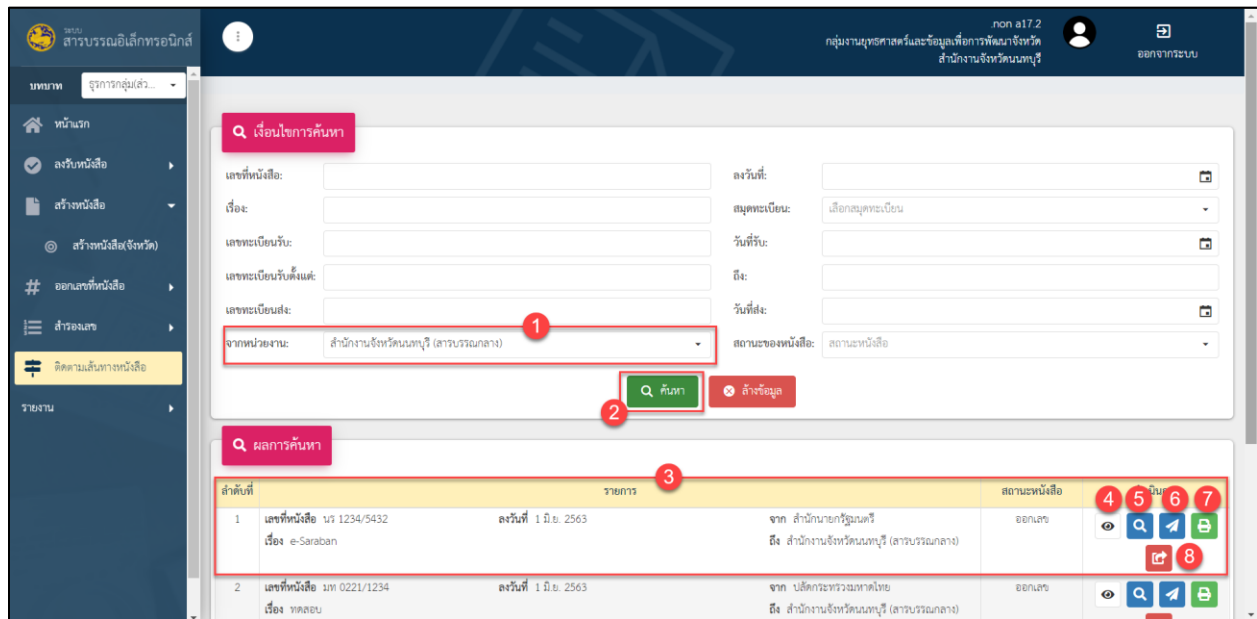 ระบบ
สารบรรณอิเล็กทรอนิกส์
.non a17.2
กลุ่มงานยุทธศาสตร์และข้อมูลเพื่อการพัฒนาจังหวัด
สำนักงานจังหวัดนนทบุรี
ออกจากระบบ
บทบาท ธุรการกลุ่ม(ส่ว...
หน้าแรก
ลงรับหนังสือ
สร้างหนังสือ
สร้างหนังสือ(จังหวัด)
ออกเลขที่หนังสือ
สำรองเลข
ติดตามเส้นทางหนังสือ
รายงาน
เงื่อนไขการค้นหา
เลขที่หนังสือ: ลงวันที่:
เรื่อง: สมุดทะเบียน: เลือกสมุดทะเบียน
เลขทะเบียนรับ: วันที่รับ:
เลขทะเบียนรับตั้งแต่: ถึง:
เลขทะเบียนส่ง: วันที่ส่ง:
1
จากหน่วยงาน: สำนักงานจังหวัดนนทบุรี (สารบรรณกลาง) สถานะของหนังสือ: สถานะหนังสือ
2 ค้นหา ล้างข้อมูล
ผลการค้นหา
3
ลำดับที่ รายการ สถานะหนังสือ
4 5 6 7
1 เลขที่หนังสือ นร 1234/5432 ลงวันที่ 1 มิ.ย. 2563 จาก สำนักนายกรัฐมนตรี ออกเลข
เรื่อง e-Saraban ถึง สำนักงานจังหวัดนนทบุรี (สารบรรณกลาง)
8
2 เลขที่หนังสือ มท 0221/1234 ลงวันที่ 1 มิ.ย. 2563 จาก ปลัดกระทรวงมหาดไทย ออกเลข
เรื่อง ทดสอบ ถึง สำนักงานจังหวัดนนทบุรี (สารบรรณกลาง)